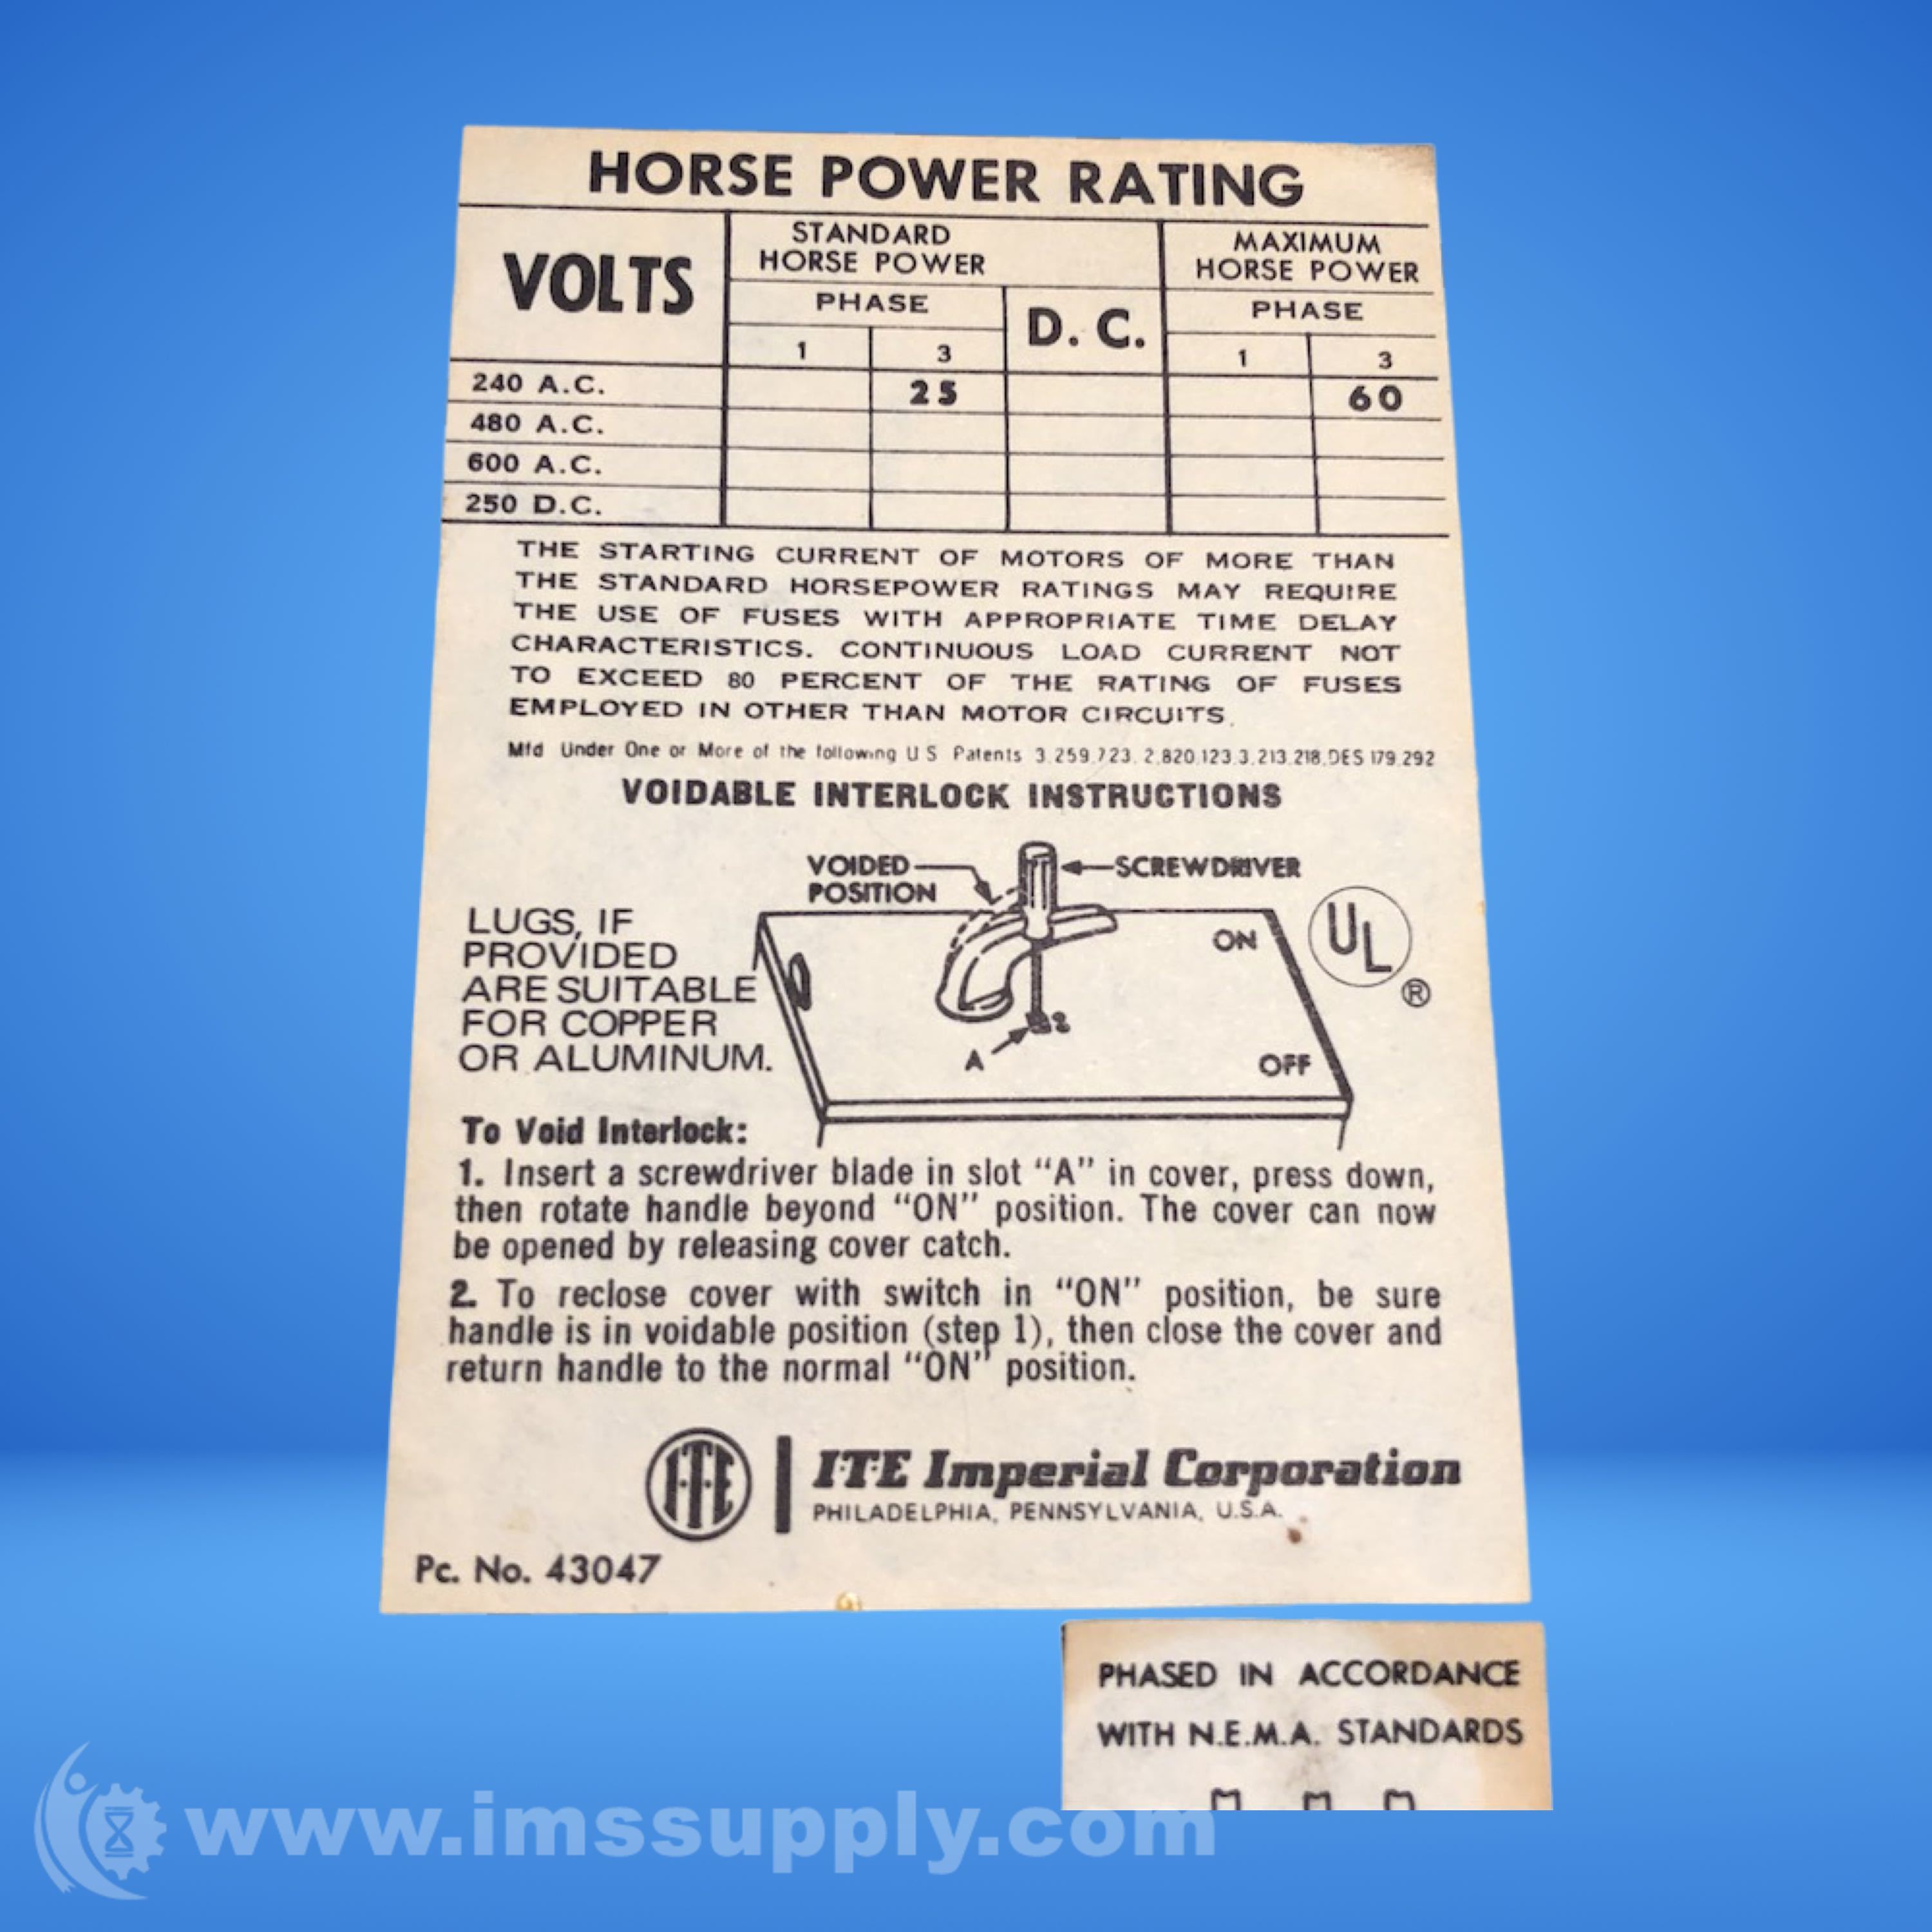 HORSE POWER RATING
VOLTS
STANDARD
HORSE POWER
MAXIMUM
HORSE POWER
PHASE
D. C.
PHASE
1 3 1 3
240 A.C. 25 60
480 A.C.
600 A.C.
250 D.C.
THE STARTING CURRENT OF MOTORS OF MORE THAN
THE STANDARD HORSEPOWER RATINGS MAY REQUIRE
THE USE OF FUSES WITH APPROPRIATE TIME DELAY
CHARACTERISTICS. CONTINUOUS LOAD CURRENT NOT
TO EXCEED 80 PERCENT OF THE RATING OF FUSES
EMPLOYED IN OTHER THAN MOTOR CIRCUITS.
Mfd Under One or More of the following U S Patents 3.259.723. 2.820.123.3.213.218.DES 179.292
VOIDABLE INTERLOCK INSTRUCTIONS
VOIDED
POSITION
SCREWDRIVER
LUGS, IF
PROVIDED
ARE SUITABLE
FOR COPPER
OR ALUMINUM.
ON
UL
®
A
OFF
To Void Interlock:
1. Insert a screwdriver blade in slot “A” in cover, press down,
then rotate handle beyond “ON” position. The cover can now
be opened by releasing cover catch.
2. To reclose cover with switch in “ON” position, be sure
handle is in voidable position (step 1), then close the cover and
return handle to the normal “ON” position.
I-T-E
I-T-E Imperial Corporation
PHILADELPHIA, PENNSYLVANIA, U.S.A.
Pc. No. 43047
PHASED IN ACCORDANCE
WITH N.E.M.A. STANDARDS
www.imssupply.com